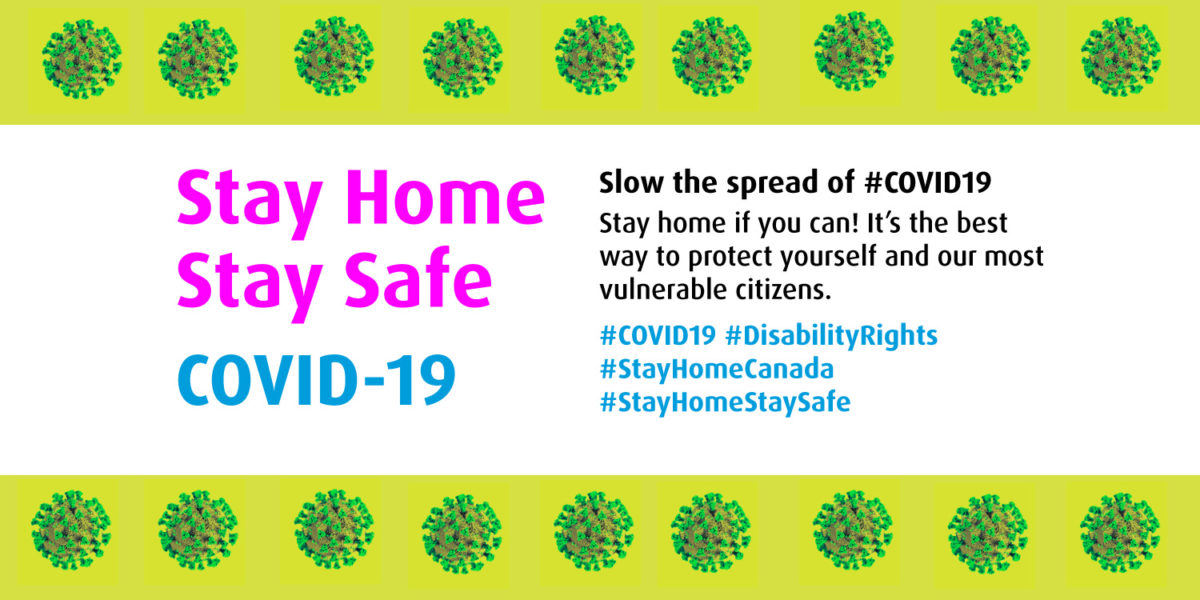 Stay Home
Stay Safe
COVID-19
Slow the spread of #COVID19
Stay home if you can! It’s the best
way to protect yourself and our most
vulnerable citizens.
#COVID19 #DisabilityRights
#StayHomeCanada
#StayHomeStaySafe